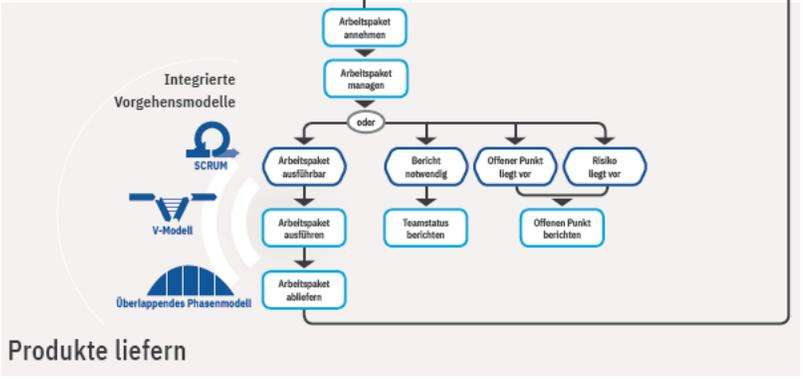 Arbeitspaket
annehmen
Arbeitspaket
managen
Integrierte
Vorgehensmodelle
oder
SCRUM
Arbeitspaket
ausführbar
Bericht
notwendig
Offener Punkt
liegt vor
Risiko
liegt vor
V-Modell
Arbeitspaket
ausführen
Teamstatus
berichten
Offenen Punkt
berichten
Überlappendes Phasenmodell
Arbeitspaket
abliefern
Produkte liefern